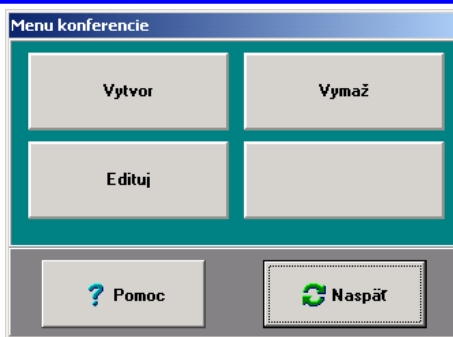 Menu konferencie
Vytvor
Vymaž
Edituj
Pomoc
Naspäť